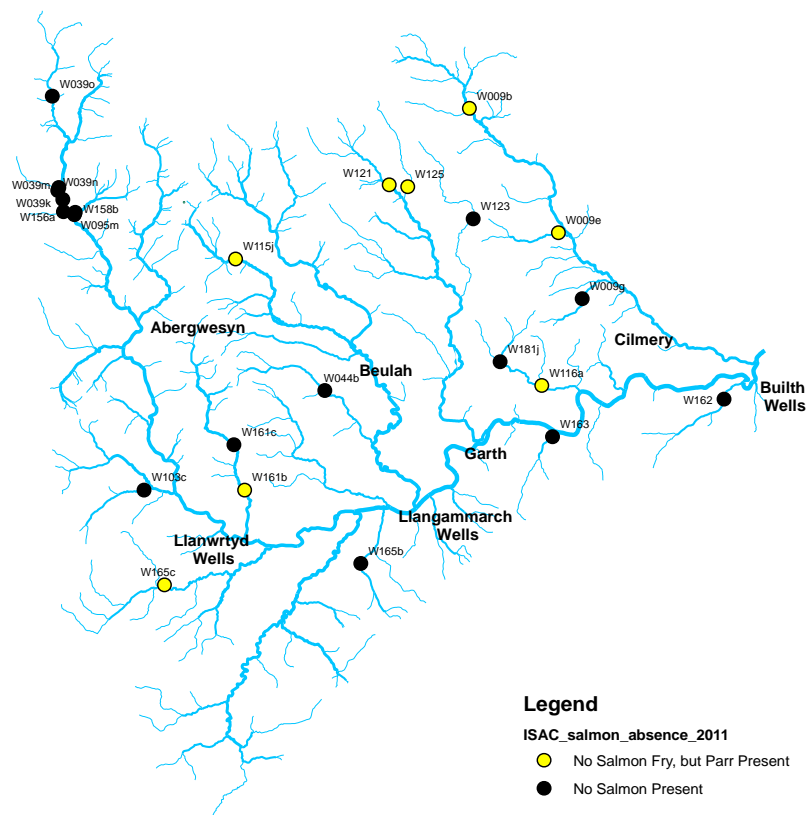 W039o
W009b
W121
W125
W039m
W039n
W039k
W156a
W158b
W095m
W123
W009e
W115j
W009g
Abergwesyn
Cilmery
W181j
Beulah
W044b
W116a
Builth
Wells
W162
W161c
W163
Garth
W103c
W161b
Llangammarch
Wells
Llanwrtyd
Wells
W165b
W165c
Legend
ISAC_salmon_absence_2011
No Salmon Fry, but Parr Present
No Salmon Present